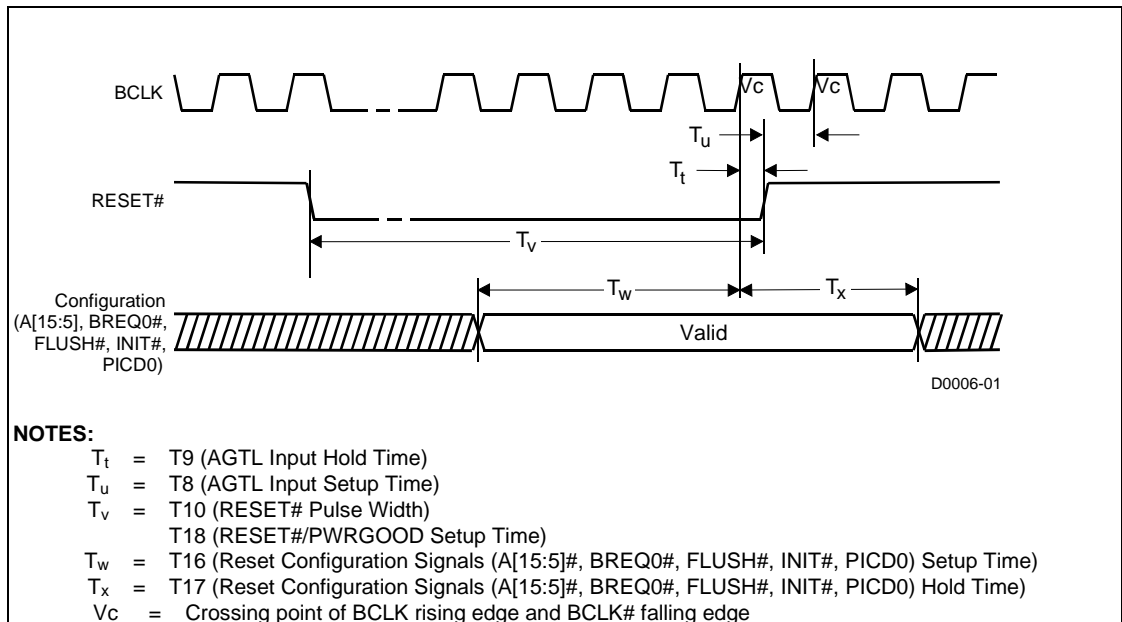 BCLK
Vc
Vc
Tu
Tt
RESET#
Tv
Configuration
(A[15:5], BREQ0#,
FLUSH#, INIT#,
PICD0)
Tw
Tx
Valid
D0006-01
NOTES:
Tt = T9 (AGTL Input Hold Time)
Tu = T8 (AGTL Input Setup Time)
Tv = T10 (RESET# Pulse Width)
T18 (RESET#/PWRGOOD Setup Time)
Tw = T16 (Reset Configuration Signals (A[15:5]#, BREQ0#, FLUSH#, INIT#, PICD0) Setup Time)
Tx = T17 (Reset Configuration Signals (A[15:5]#, BREQ0#, FLUSH#, INIT#, PICD0) Hold Time)
Vc = Crossing point of BCLK rising edge and BCLK# falling edge